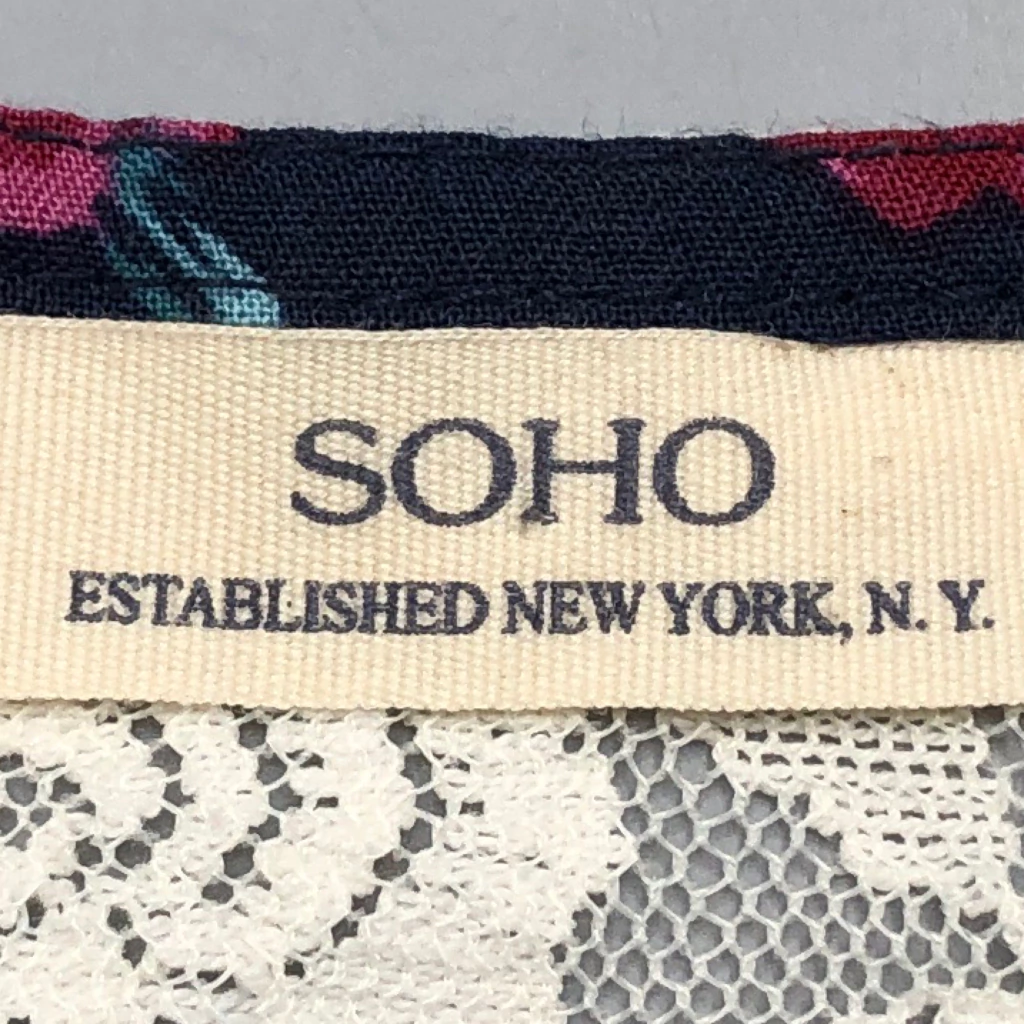 SOHO
ESTABLISHED NEW YORK, N. Y.